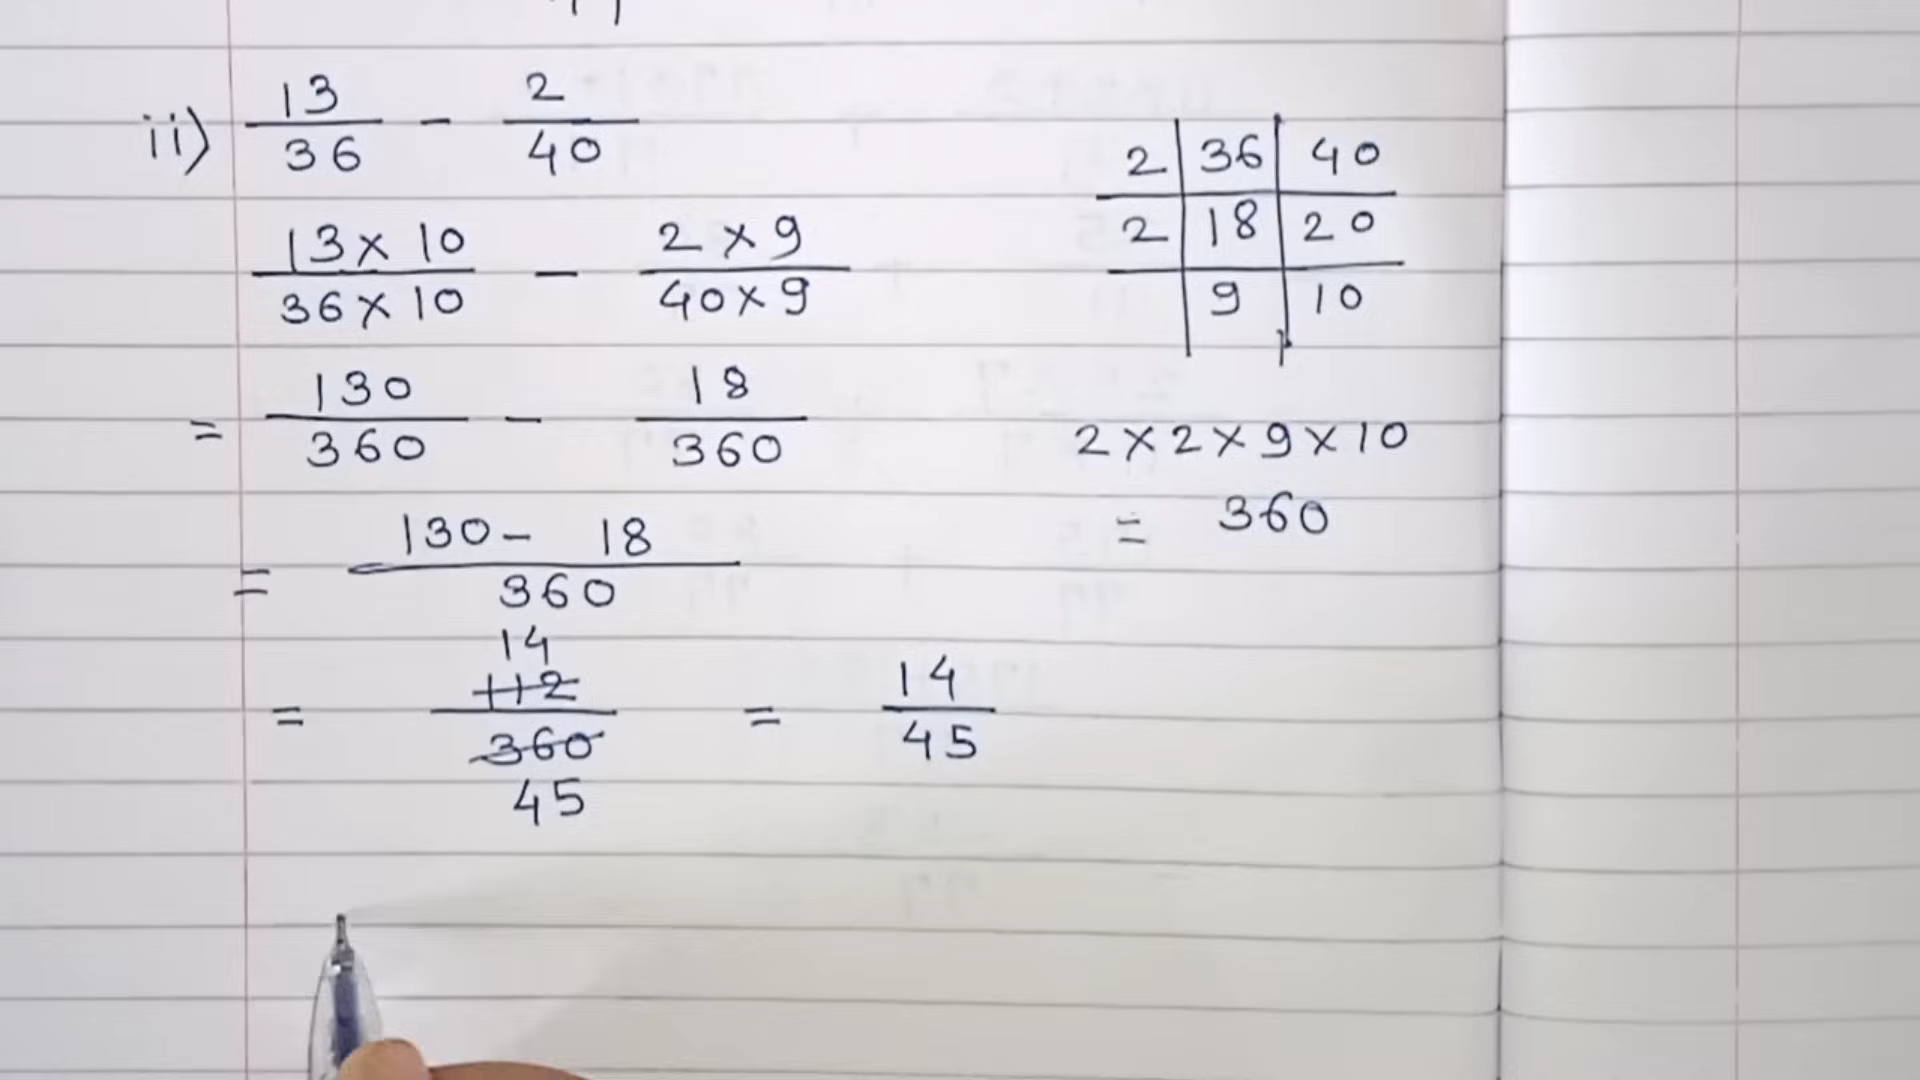 ii) 13/36 - 2/40
13 x 10/36 x 10 - 2 x 9/40 x 9
= 130/360 - 18/360
= 130 - 18/360
14
= 112/360 = 14/45
45
2 | 36 | 40
2 | 18 | 20
9 | 10
2 x 2 x 9 x 10
= 360